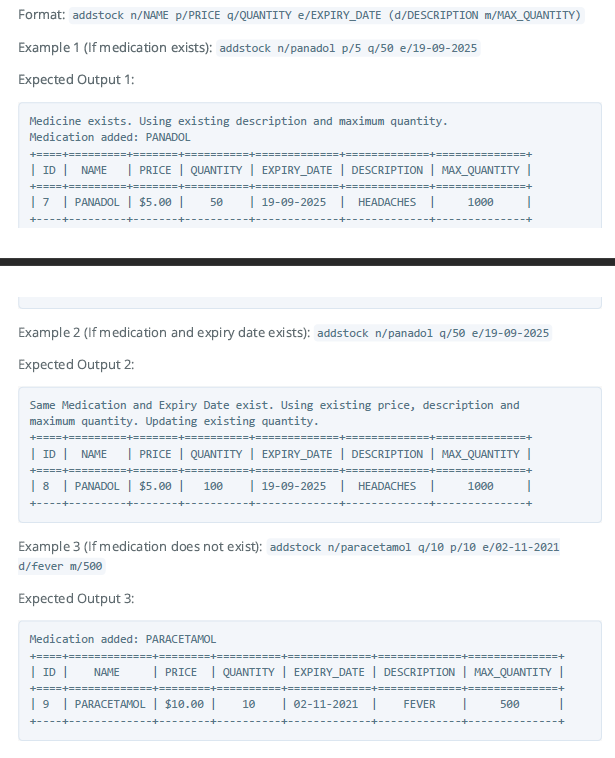 Format: addstock n/NAME p/PRICE q/QUANTITY e/EXPIRY_DATE (d/DESCRIPTION m/MAX_QUANTITY)
Example 1 (If medication exists): addstock n/panadol p/5 q/50 e/19-09-2025
Expected Output 1:
Medicine exists. Using existing description and maximum quantity.
Medication added: PANADOL
+====+=========+=======+==========+=============+=============+==============+
| ID |  NAME   | PRICE | QUANTITY | EXPIRY_DATE | DESCRIPTION | MAX_QUANTITY |
+====+=========+=======+==========+=============+=============+==============+
| 7  | PANADOL | $5.00 |    50    | 19-09-2025  |  HEADACHES  |     1000     |
+----+---------+-------+----------+-------------+-------------+--------------+
Example 2 (If medication and expiry date exists): addstock n/panadol q/50 e/19-09-2025
Expected Output 2:
Same Medication and Expiry Date exist. Using existing price, description and
maximum quantity. Updating existing quantity.
+====+=========+=======+==========+=============+=============+==============+
| ID |  NAME   | PRICE | QUANTITY | EXPIRY_DATE | DESCRIPTION | MAX_QUANTITY |
+====+=========+=======+==========+=============+=============+==============+
| 8  | PANADOL | $5.00 |   100    | 19-09-2025  |  HEADACHES  |     1000     |
+----+---------+-------+----------+-------------+-------------+--------------+
Example 3 (If medication does not exist): addstock n/paracetamol q/10 p/10 e/02-11-2021
d/fever m/500
Expected Output 3:
Medication added: PARACETAMOL
+====+=============+========+==========+=============+=============+==============+
| ID |    NAME     | PRICE  | QUANTITY | EXPIRY_DATE | DESCRIPTION | MAX_QUANTITY |
+====+=============+========+==========+=============+=============+==============+
| 9  | PARACETAMOL | $10.00 |    10    | 02-11-2021  |    FEVER    |     500      |
+----+-------------+--------+----------+-------------+-------------+--------------+